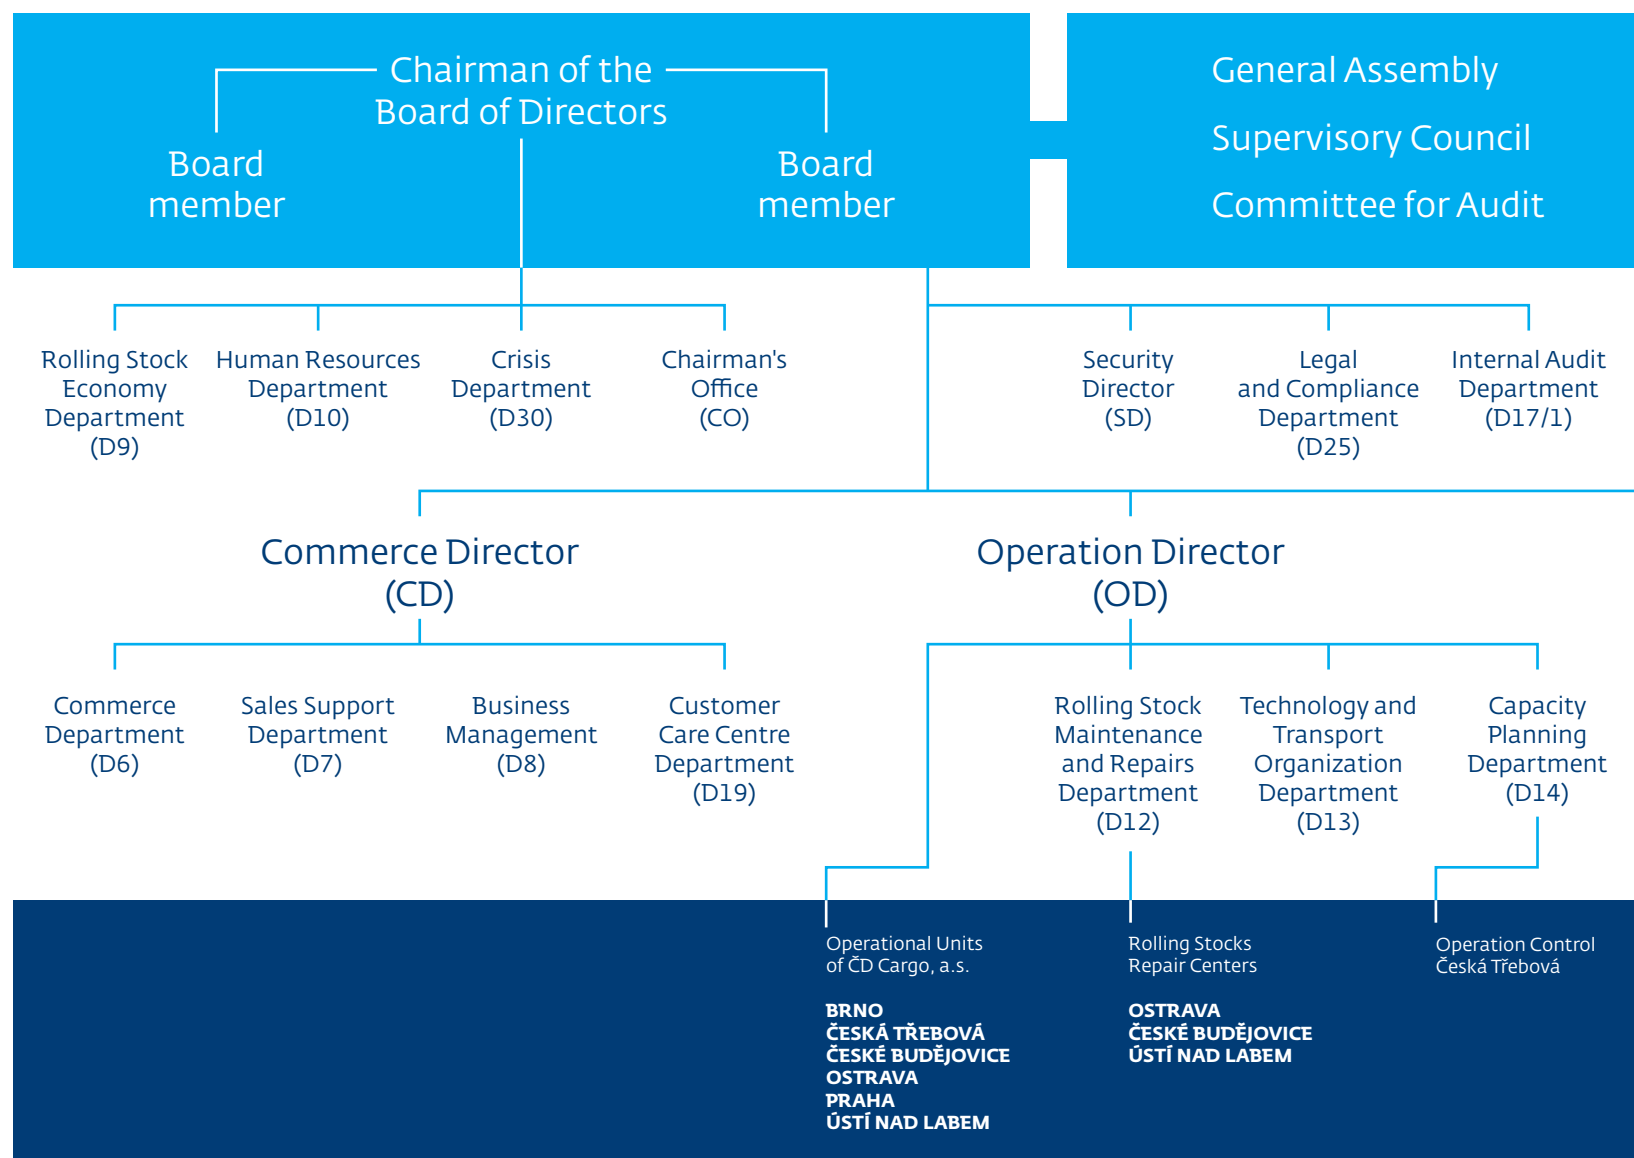 Chairman of the
Board of Directors
Board
member
Board
member
General Assembly
Supervisory Council
Committee for Audit
Rolling Stock
Economy
Department
(D9)
Human Resources
Department
(D10)
Crisis
Department
(D30)
Chairman's
Office
(CO)
Security
Director
(SD)
Legal
and Compliance
Department
(D25)
Internal Audit
Department
(D17/1)
Commerce Director
(CD)
Operation Director
(OD)
Commerce
Department
(D6)
Sales Support
Department
(D7)
Business
Management
(D8)
Customer
Care Centre
Department
(D19)
Rolling Stock
Maintenance
and Repairs
Department
(D12)
Technology and
Transport
Organization
Department
(D13)
Capacity
Planning
Department
(D14)
Operational Units
of ČD Cargo, a.s.
BRNO
ČESKÁ TŘEBOVÁ
ČESKÉ BUDĚJOVICE
OSTRAVA
PRAHA
ÚSTÍ NAD LABEM
Rolling Stocks
Repair Centers
OSTRAVA
ČESKÉ BUDĚJOVICE
ÚSTÍ NAD LABEM
Operation Control
Česká Třebová